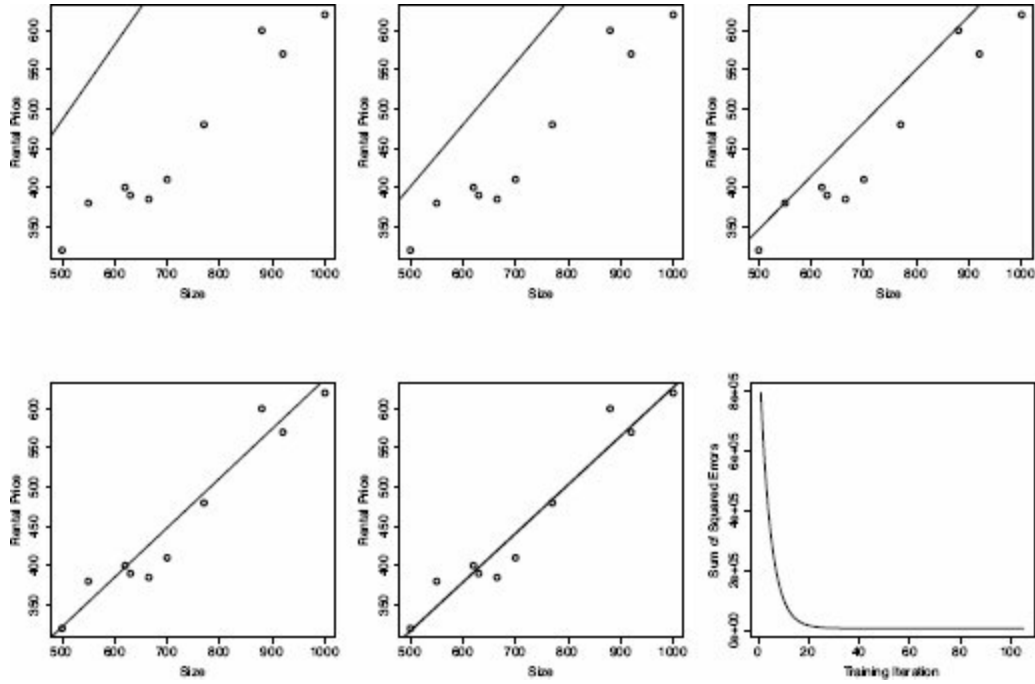 Rental Price
350 400 450 500 550 600
500 600 700 800 900 1000
Size
Rental Price
350 400 450 500 550 600
500 600 700 800 900 1000
Size
Rental Price
350 400 450 500 550 600
500 600 700 800 900 1000
Size
Rental Price
350 400 450 500 550 600
500 600 700 800 900 1000
Size
Rental Price
350 400 450 500 550 600
500 600 700 800 900 1000
Size
Sum of Squared Errors
0e+00 2e+05 4e+05 6e+05 8e+05
0 20 40 60 80 100
Training Iteration